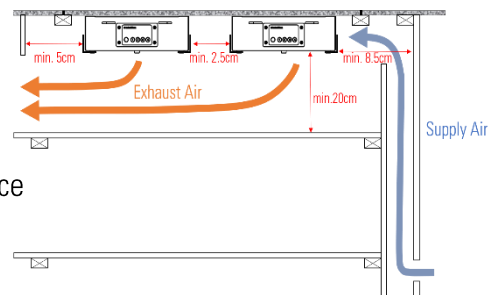 min. 5cm
min. 2.5cm
min. 8.5cm
Exhaust Air
min.20cm
Supply Air
ce